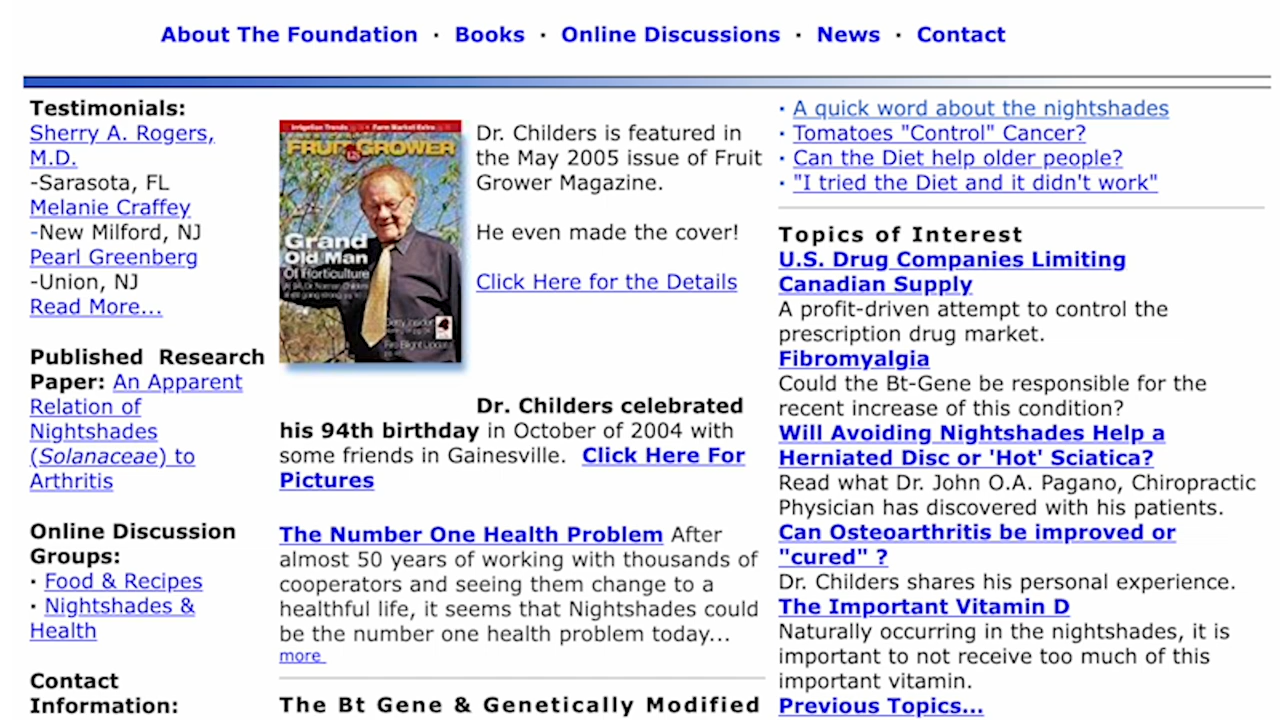 About The Foundation · Books · Online Discussions · News · Contact
Testimonials:
Sherry A. Rogers,
M.D.
-Sarasota, FL
Melanie Craffey
-New Milford, NJ
Pearl Greenberg
-Union, NJ
Read More...
Published Research
Paper: An Apparent
Relation of
Nightshades
(Solanaceae) to
Arthritis
Online Discussion
Groups:
· Food & Recipes
· Nightshades &
Health
Contact
Information:
Irrigation Trends Farm Market Extra
FRUIT GROWER
Grand
Old Man
Of Horticulture
Dr. Childers is featured in
the May 2005 issue of Fruit
Grower Magazine.
He even made the cover!
Click Here for the Details
Dr. Childers celebrated
his 94th birthday in October of 2004 with
some friends in Gainesville. Click Here For
Pictures
The Number One Health Problem After
almost 50 years of working with thousands of
cooperators and seeing them change to a
healthful life, it seems that Nightshades could
be the number one health problem today...
more
The Bt Gene & Genetically Modified
· A quick word about the nightshades
· Tomatoes "Control" Cancer?
· Can the Diet help older people?
· "I tried the Diet and it didn't work"
Topics of Interest
U.S. Drug Companies Limiting
Canadian Supply
A profit-driven attempt to control the
prescription drug market.
Fibromyalgia
Could the Bt-Gene be responsible for the
recent increase of this condition?
Will Avoiding Nightshades Help a
Herniated Disc or 'Hot' Sciatica?
Read what Dr. John O.A. Pagano, Chiropractic
Physician has discovered with his patients.
Can Osteoarthritis be improved or
"cured" ?
Dr. Childers shares his personal experience.
The Important Vitamin D
Naturally occurring in the nightshades, it is
important to not receive too much of this
important vitamin.
Previous Topics...